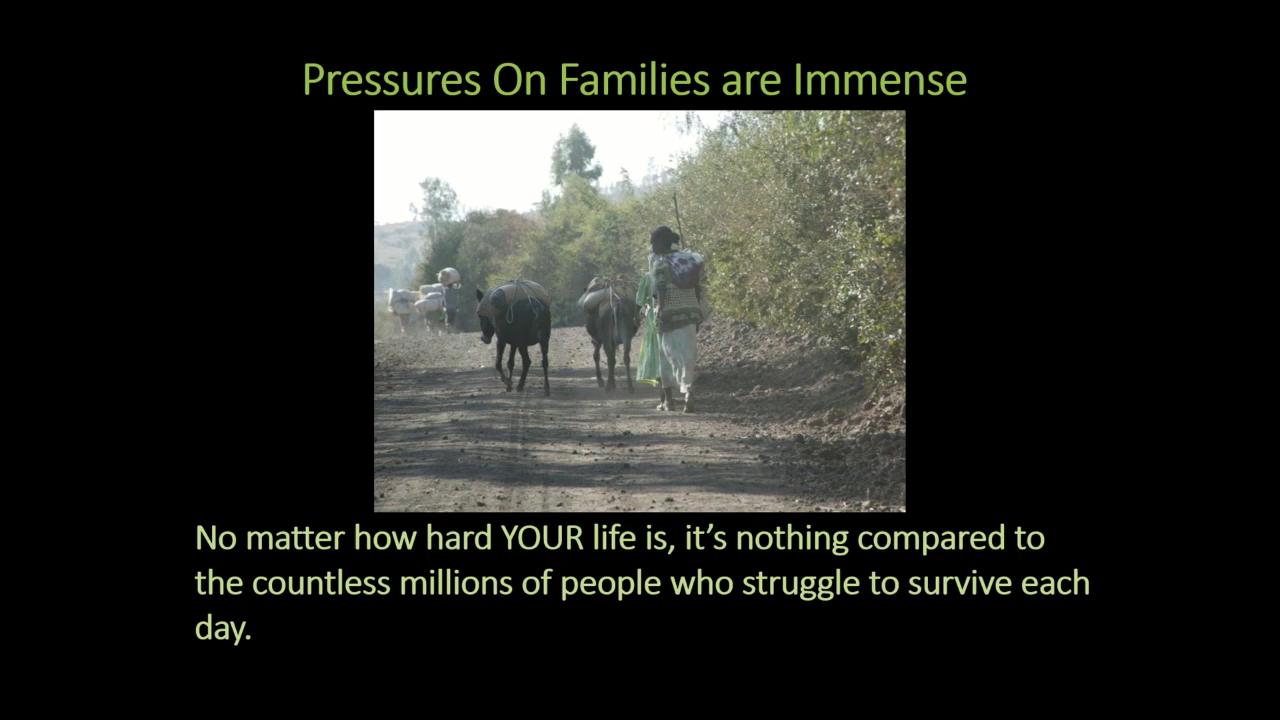 Pressures On Families are Immense
No matter how hard YOUR life is, it’s nothing compared to
the countless millions of people who struggle to survive each
day.